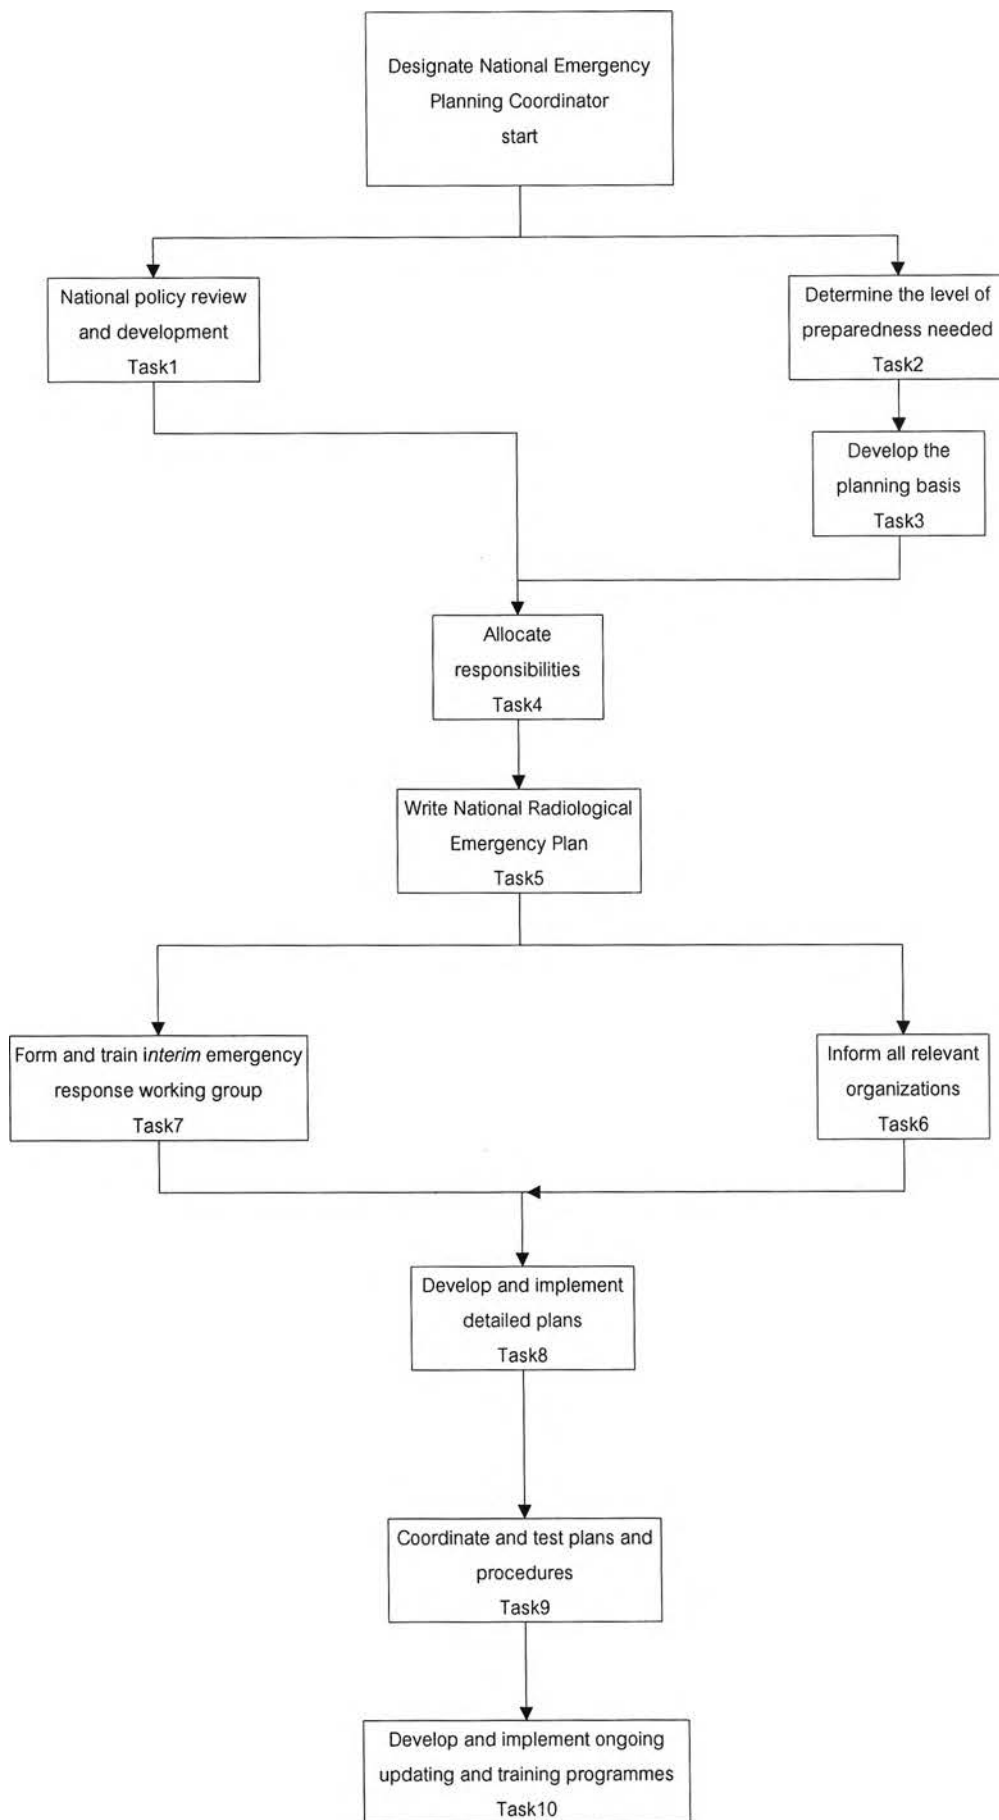 Designate National Emergency
Planning Coordinator
start
National policy review
and development
Task1
Determine the level of
preparedness needed
Task2
Develop the
planning basis
Task3
Allocate
responsibilities
Task4
Write National Radiological
Emergency Plan
Task5
Form and train interim emergency
response working group
Task7
Inform all relevant
organizations
Task6
Develop and implement
detailed plans
Task8
Coordinate and test plans and
procedures
Task9
Develop and implement ongoing
updating and training programmes
Task10